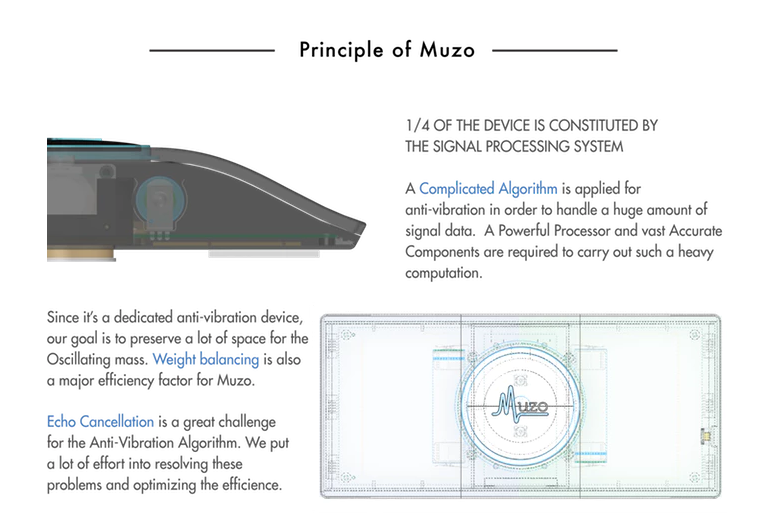 Principle of Muzo
1/4 OF THE DEVICE IS CONSTITUTED BY
THE SIGNAL PROCESSING SYSTEM
A Complicated Algorithm is applied for
anti-vibration in order to handle a huge amount of
signal data. A Powerful Processor and vast Accurate
Components are required to carry out such a heavy
computation.
Since it's a dedicated anti-vibration device,
our goal is to preserve a lot of space for the
Oscillating mass. Weight balancing is also
a major efficiency factor for Muzo.
Echo Cancellation is a great challenge
for the Anti-Vibration Algorithm. We put
a lot of effort into resolving these
problems and optimizing the efficience.
Muzo